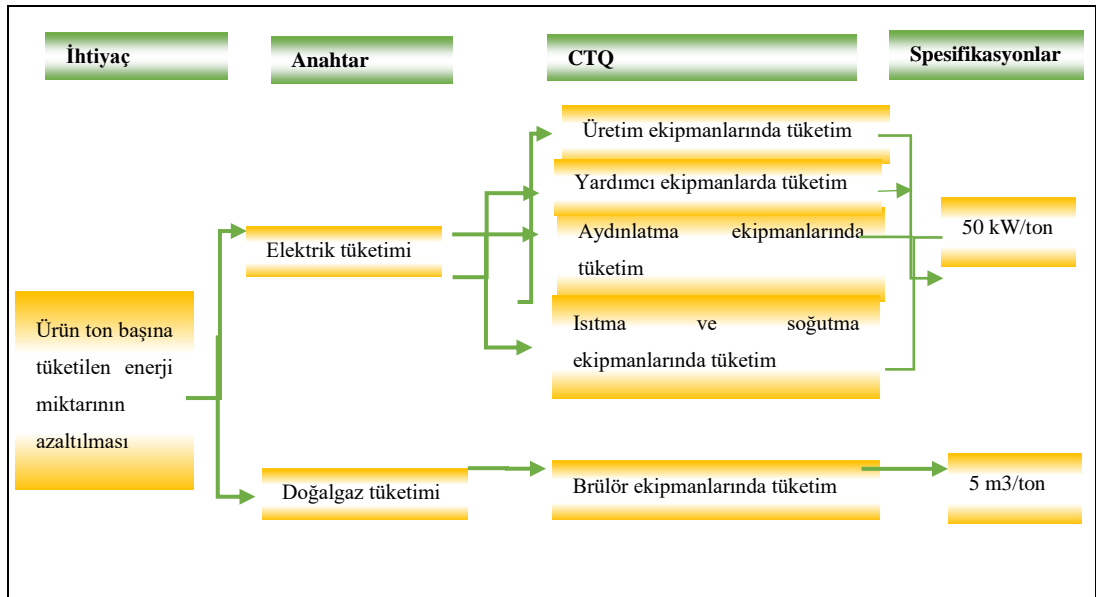 İhtiyaç
Anahtar
CTQ
Spesifikasyonlar
Üretim ekipmanlarında tüketim
Yardımcı ekipmanlarda tüketim
Elektrik tüketimi
Aydınlatma ekipmanlarında
tüketim
50 kW/ton
Ürün ton başına
tüketilen enerji
miktarının
azaltılması
Isıtma ve soğutma
ekipmanlarında tüketim
Doğalgaz tüketimi
Brülör ekipmanlarında tüketim
5 m3/ton